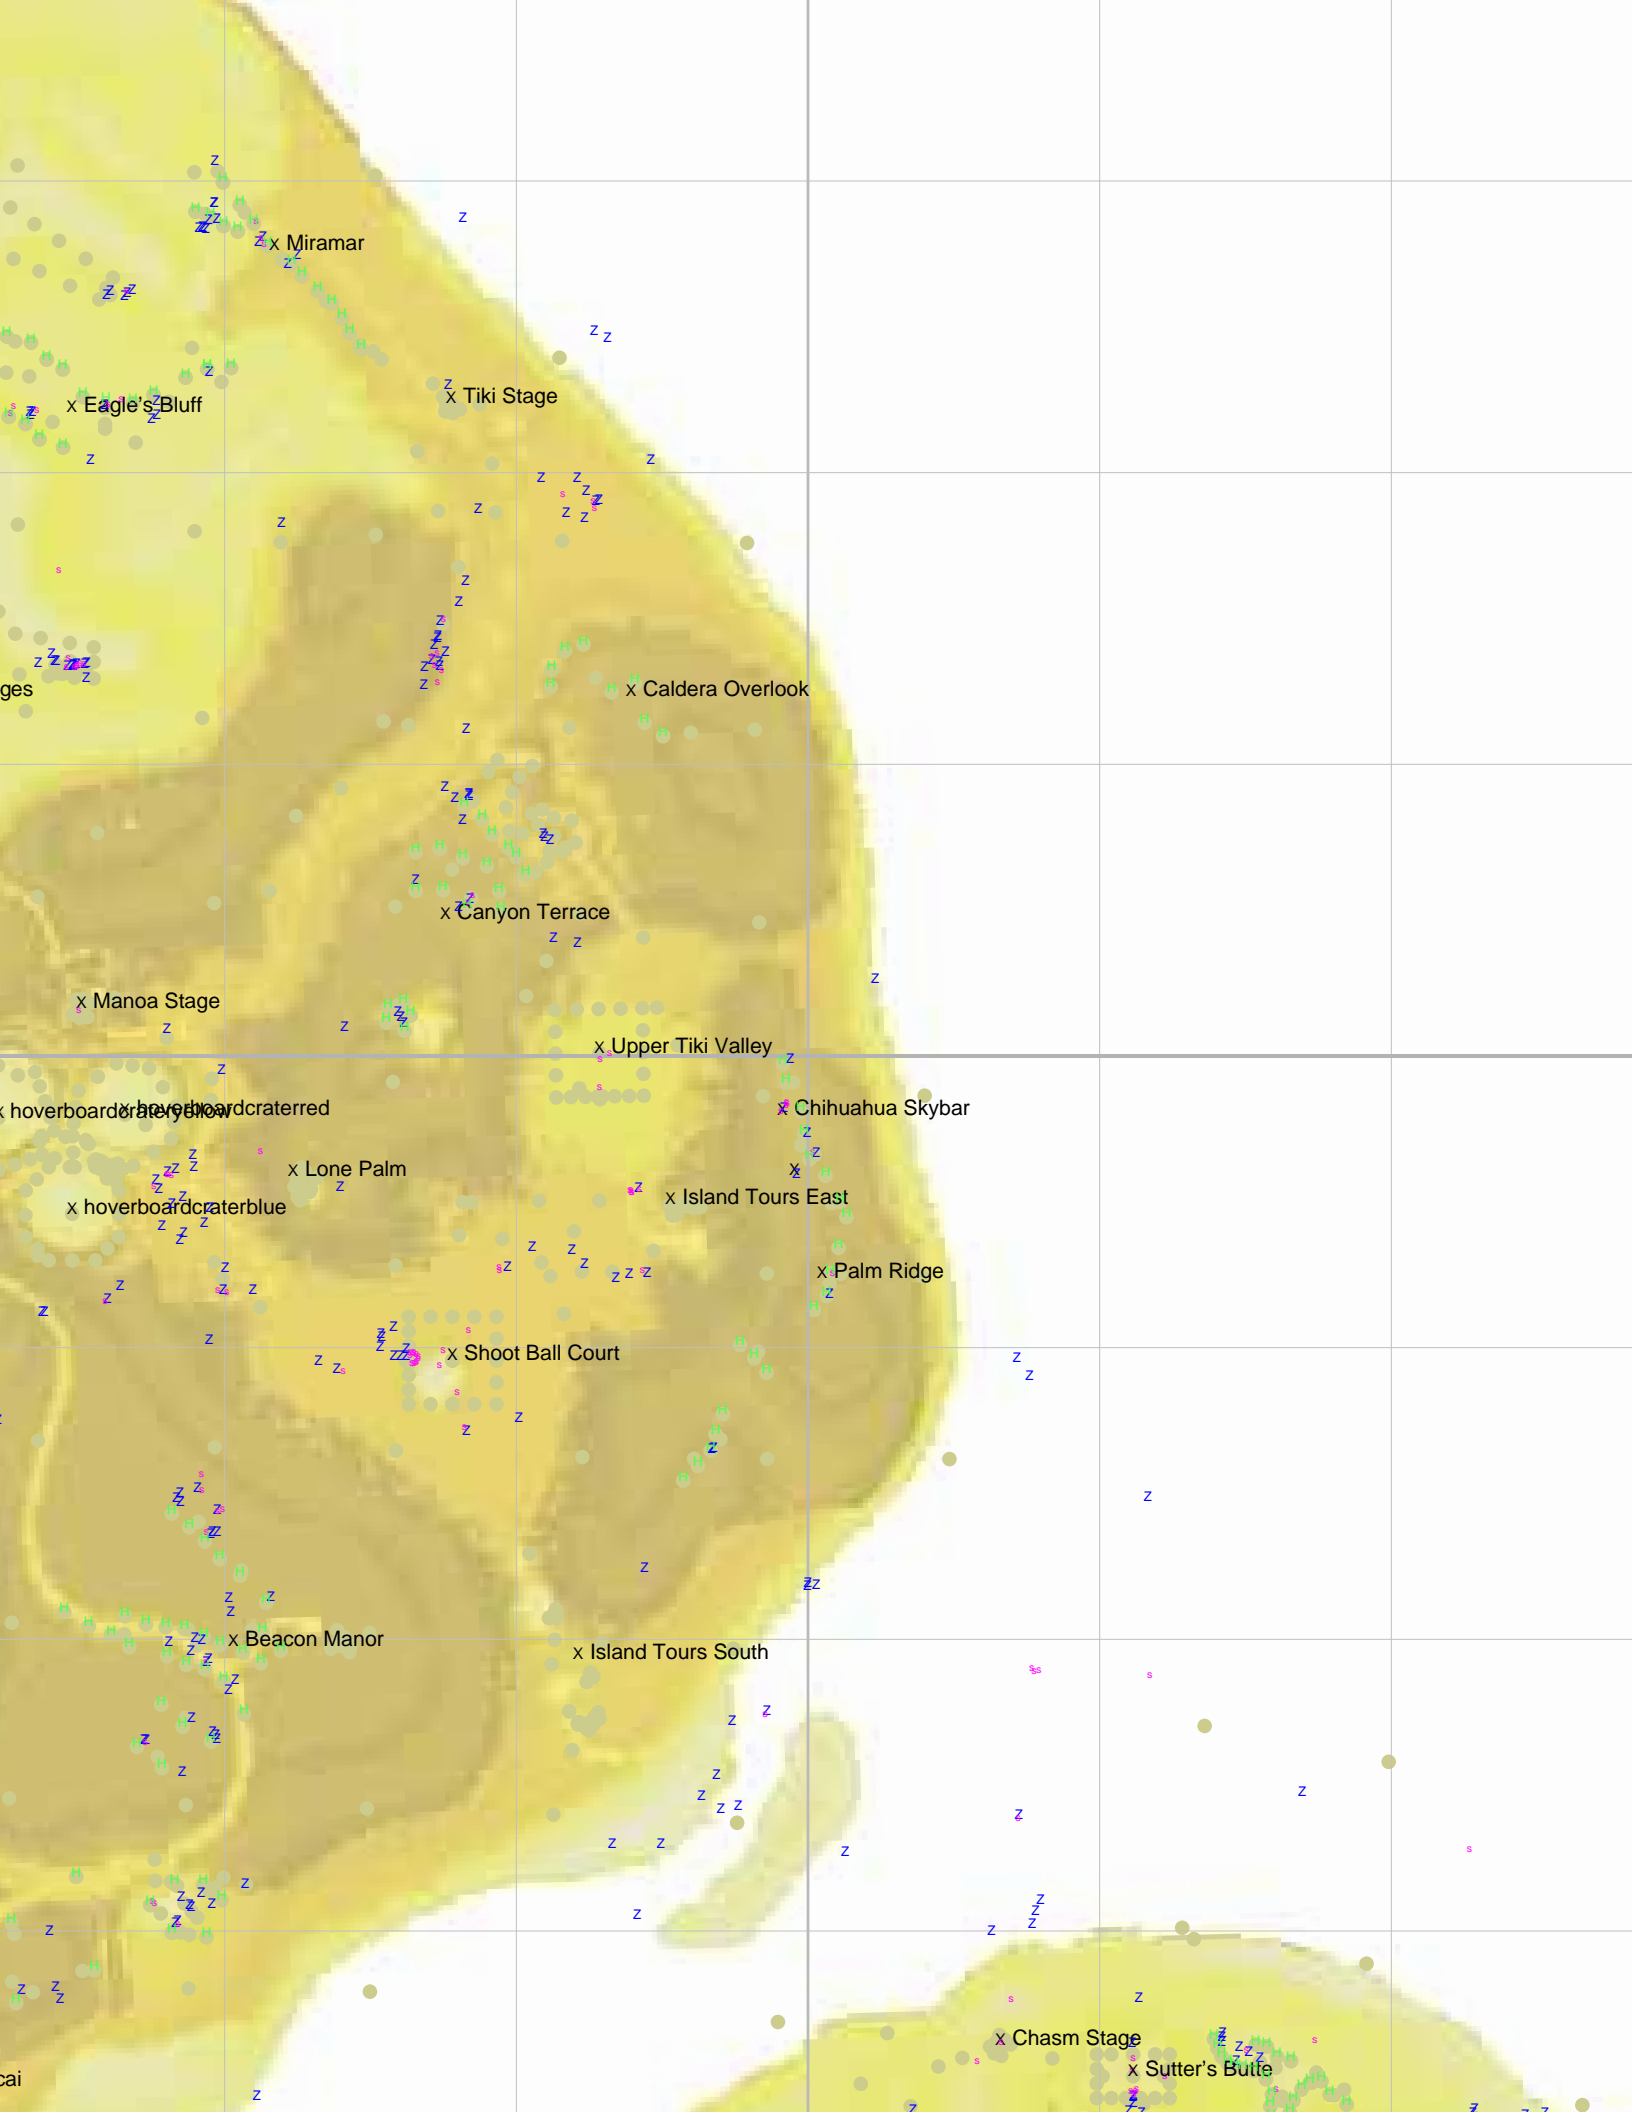 x Miramar
x Tiki Stage
x Eagle's Bluff
ges
x Caldera Overlook
x Canyon Terrace
x Manoa Stage
x Upper Tiki Valley
x hoverboardcraterred
x hoverboardcrateryellow
x Chihuahua Skybar
x Lone Palm
x
x Island Tours East
x hoverboardcraterblue
x Palm Ridge
x Shoot Ball Court
x Beacon Manor
x Island Tours South
x Chasm Stage
x Sutter's Butte
cai